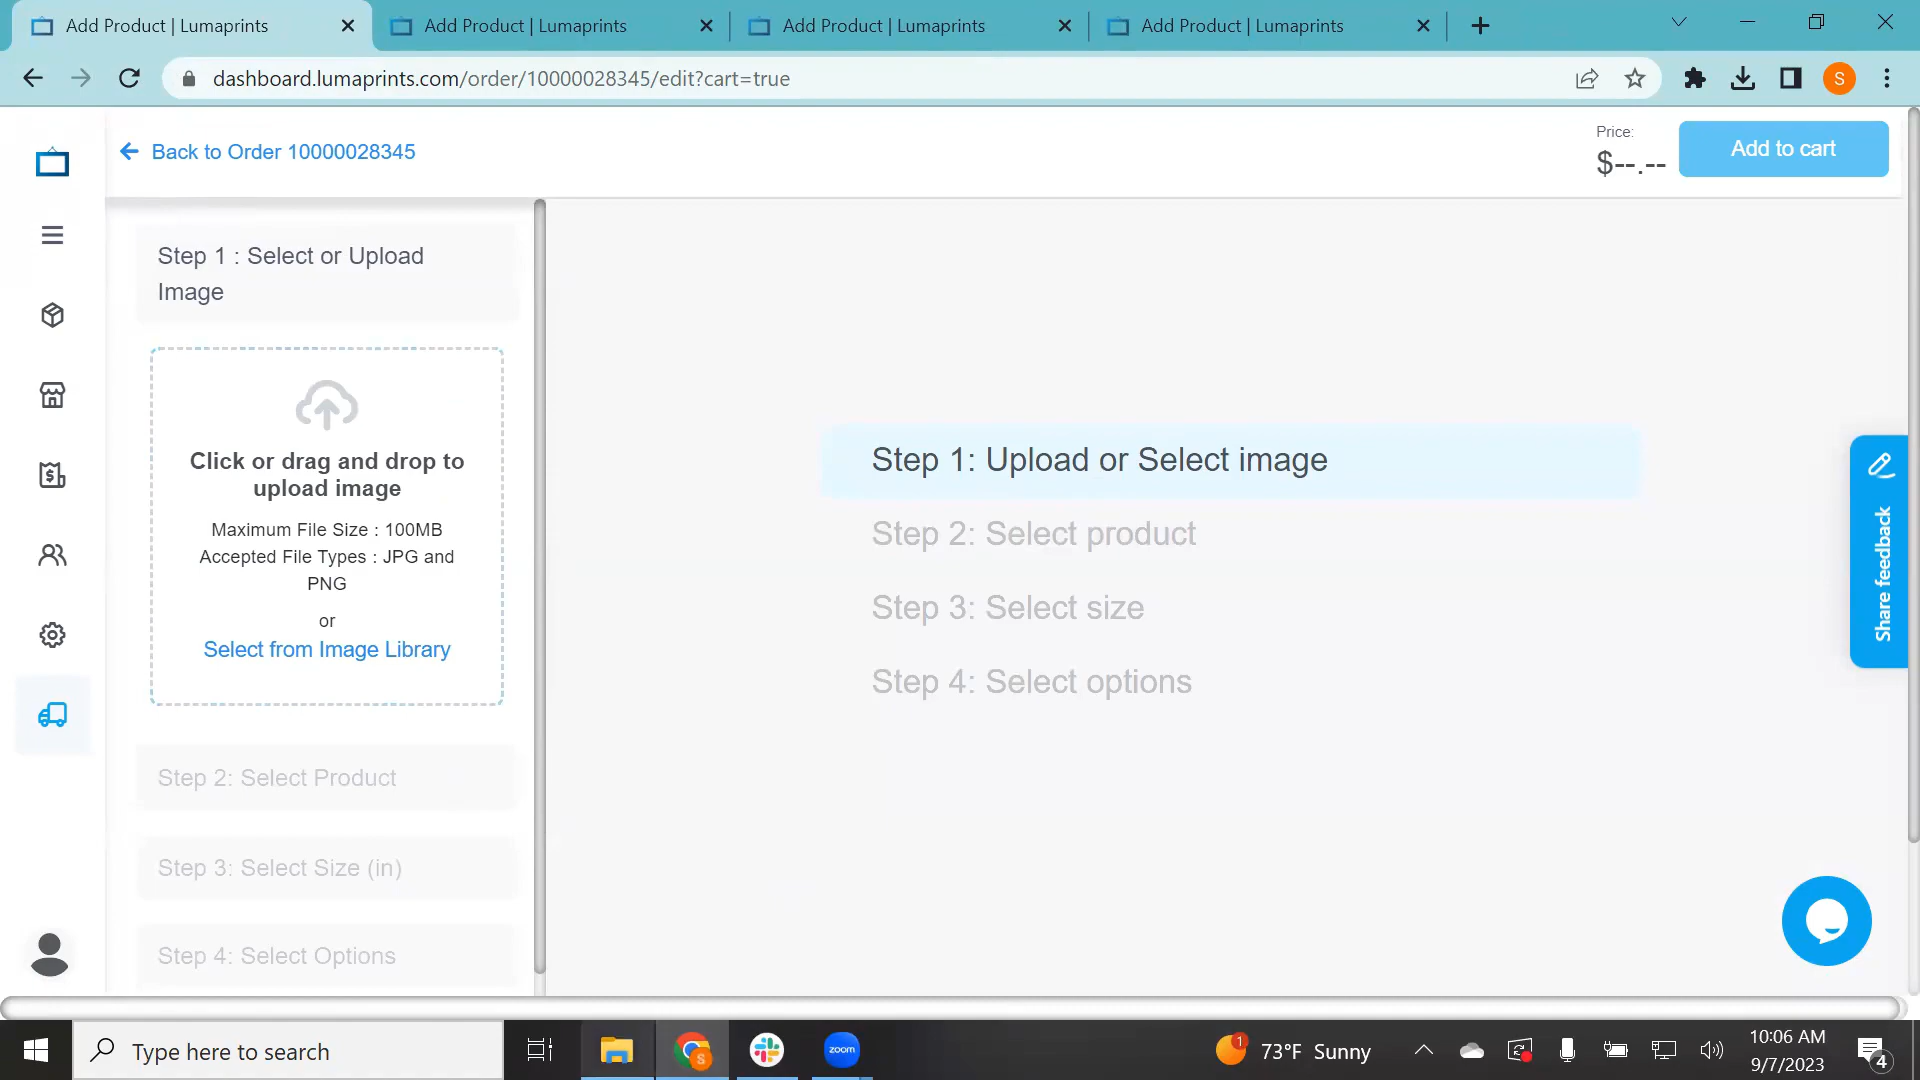 Add Product | Lumaprints
Add Product | Lumaprints
Add Product | Lumaprints
Add Product | Lumaprints
dashboard.lumaprints.com/order/10000028345/edit?cart=true
S
Back to Order 10000028345
Price:
$--.--
Add to cart
Step 1 : Select or Upload
Image
Click or drag and drop to
upload image
Maximum File Size : 100MB
Accepted File Types : JPG and
PNG
or
Select from Image Library
Step 2: Select Product
Step 3: Select Size (in)
Step 4: Select Options
Step 1: Upload or Select image
Step 2: Select product
Step 3: Select size
Step 4: Select options
Share feedback
Type here to search
S
zoom
1
73°F Sunny
10:06 AM
9/7/2023
4